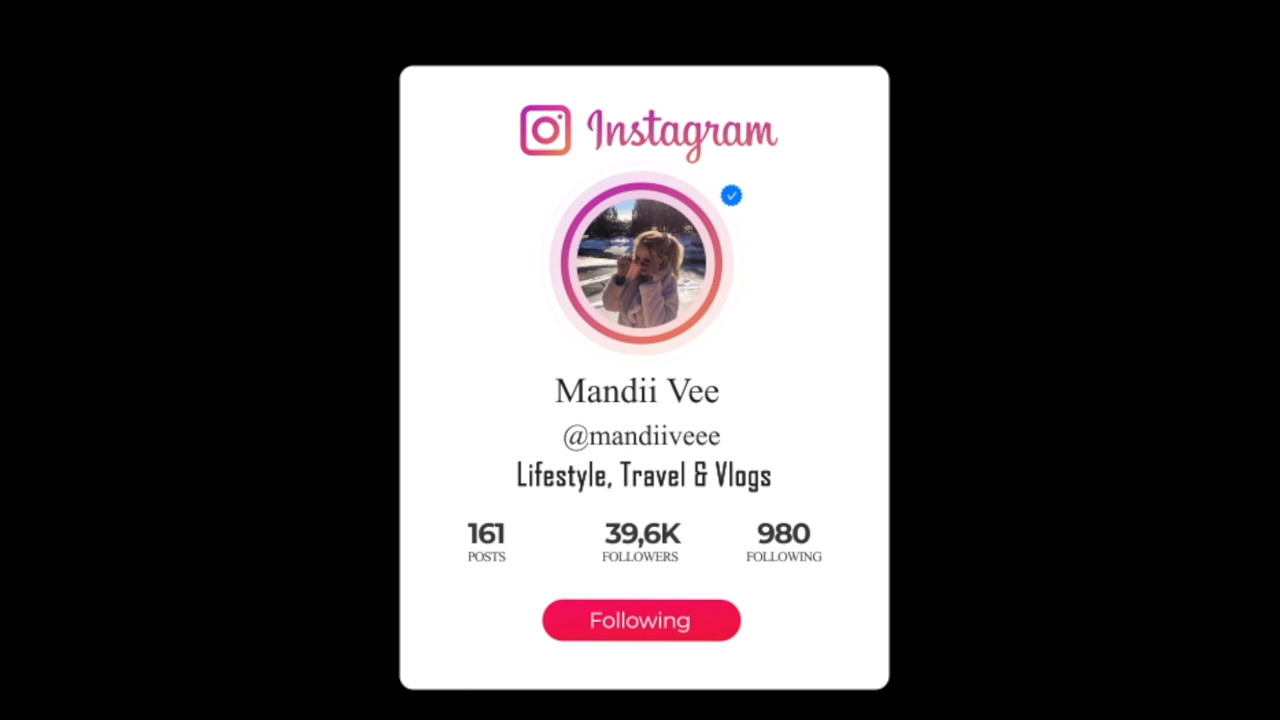 Instagram
Mandii Vee
@mandiiveee
Lifestyle, Travel & Vlogs
161 39,6K 980
POSTS FOLLOWERS FOLLOWING
Following